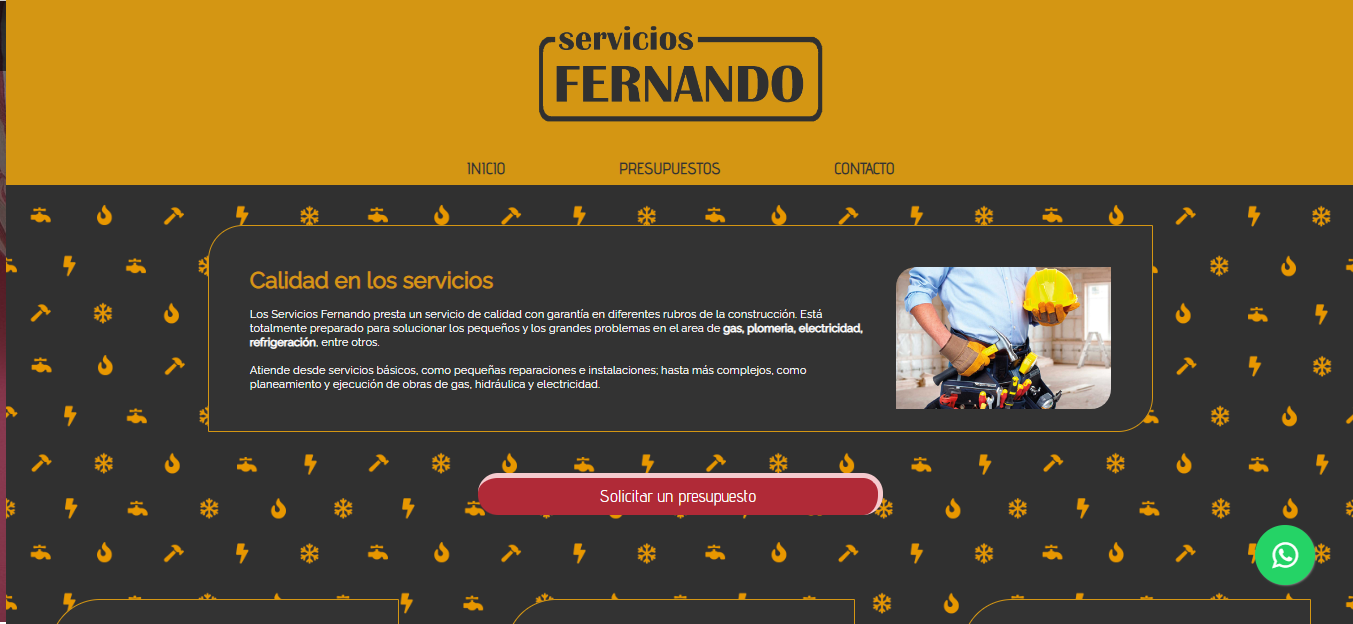 servicios
FERNANDO
INICIO PRESUPUESTOS CONTACTO
Calidad en los servicios
Los Servicios Fernando presta un servicio de calidad con garantía en diferentes rubros de la construcción. Está
totalmente preparado para solucionar los pequeños y los grandes problemas en el area de gas, plomeria, electricidad,
refrigeración, entre otros.
Atiende desde servicios básicos, como pequeñas reparaciones e instalaciones; hasta más complejos, como
planeamiento y ejecución de obras de gas, hidráulica y electricidad.
Solicitar un presupuesto